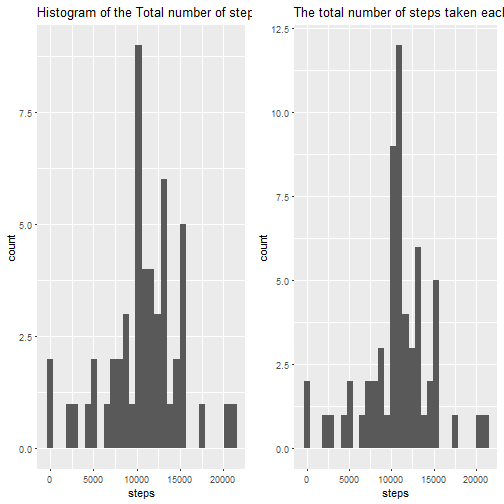 Histogram of the Total number of step
7.5
5.0
2.5
0.0
count
0 5000 10000 15000 20000
steps
The total number of steps taken each
12.5
10.0
7.5
5.0
2.5
0.0
count
0 5000 10000 15000 20000
steps